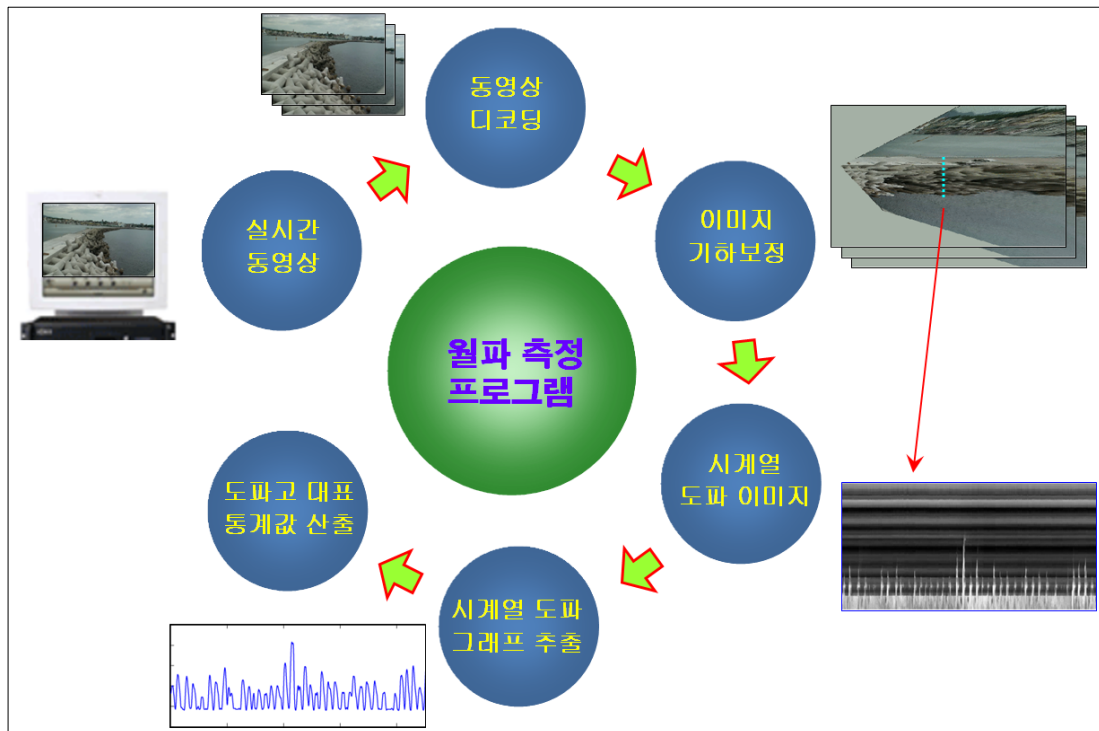 동영상
디코딩
실시간
동영상
이미지
기하보정
월파 측정
프로그램
시계열
도파 이미지
도파고 대표
통계값 산출
시계열 도파
그래프 추출